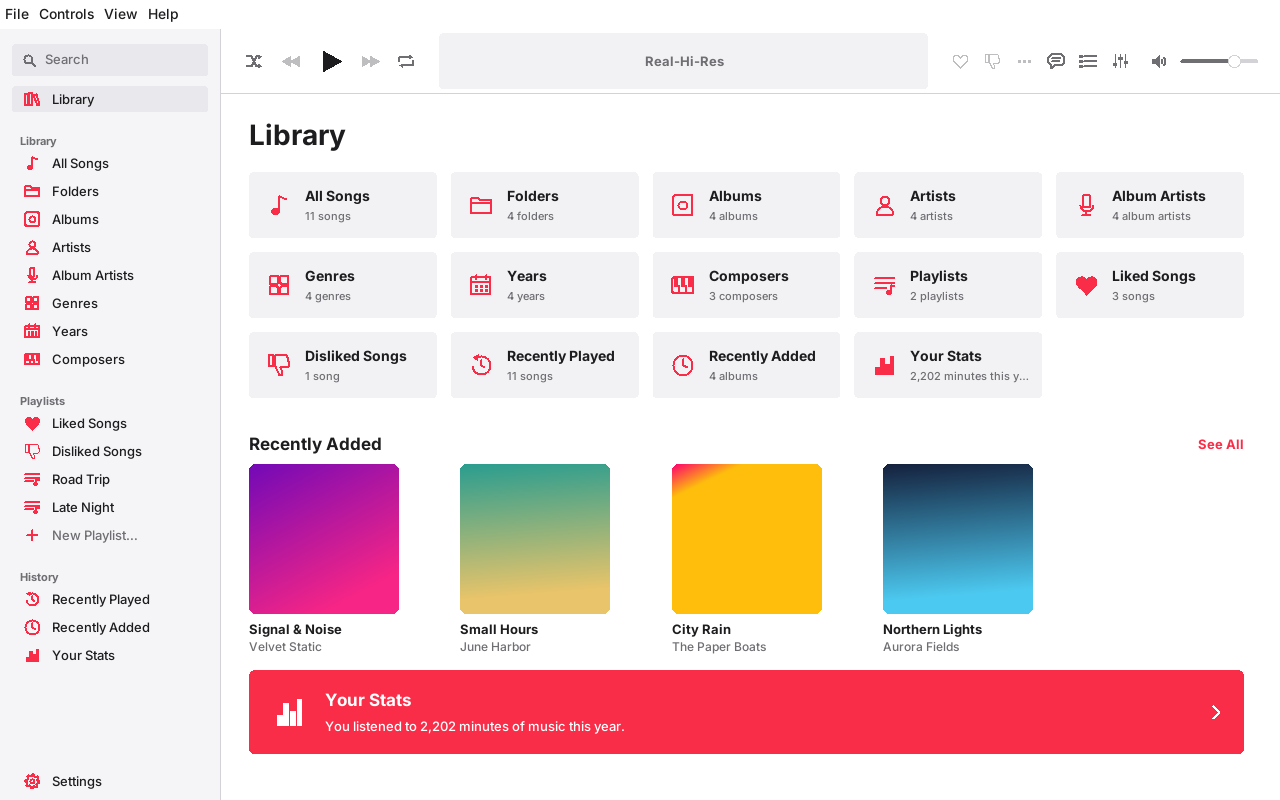 File Controls View Help
Search
Library
Library
All Songs
Folders
Albums
Artists
Album Artists
Genres
Years
Composers
Playlists
Liked Songs
Disliked Songs
Road Trip
Late Night
New Playlist...
History
Recently Played
Recently Added
Your Stats
Settings
Real-Hi-Res
Library
All Songs
11 songs
Folders
4 folders
Albums
4 albums
Artists
4 artists
Album Artists
4 album artists
Genres
4 genres
Years
4 years
Composers
3 composers
Playlists
2 playlists
Liked Songs
3 songs
Disliked Songs
1 song
Recently Played
11 songs
Recently Added
4 albums
Your Stats
2,202 minutes this y...
Recently Added
See All
Signal & Noise
Velvet Static
Small Hours
June Harbor
City Rain
The Paper Boats
Northern Lights
Aurora Fields
Your Stats
You listened to 2,202 minutes of music this year.